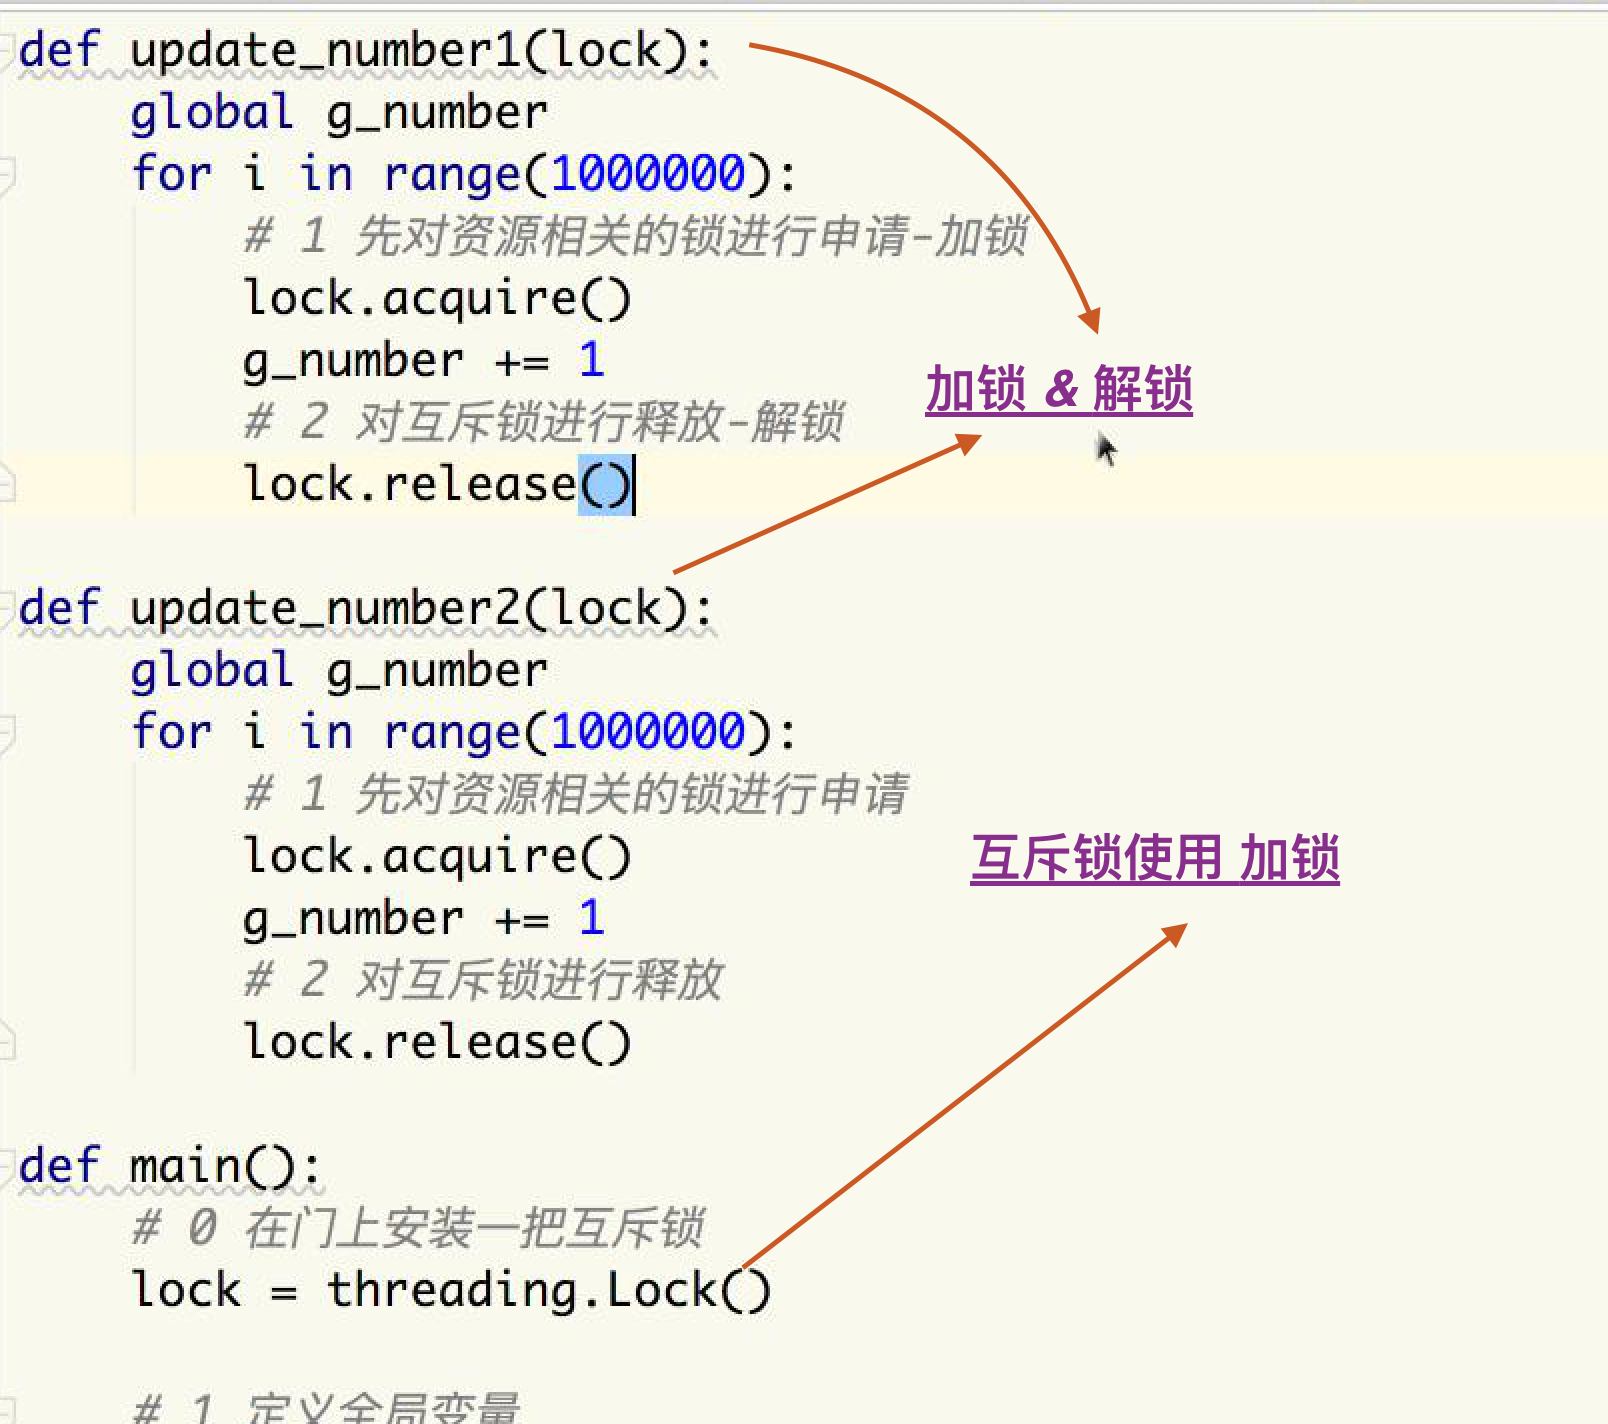 def update_number1(lock):
global g_number
for i in range(1000000):
# 1 先对资源相关的锁进行申请-加锁
lock.acquire()
g_number += 1
# 2 对互斥锁进行释放-解锁
lock.release()
加锁 & 解锁
def update_number2(lock):
global g_number
for i in range(1000000):
# 1 先对资源相关的锁进行申请
lock.acquire()
g_number += 1
# 2 对互斥锁进行释放
lock.release()
互斥锁使用 加锁
def main():
# 0 在门上安装一把互斥锁
lock = threading.Lock()
# 1 定义全局变量